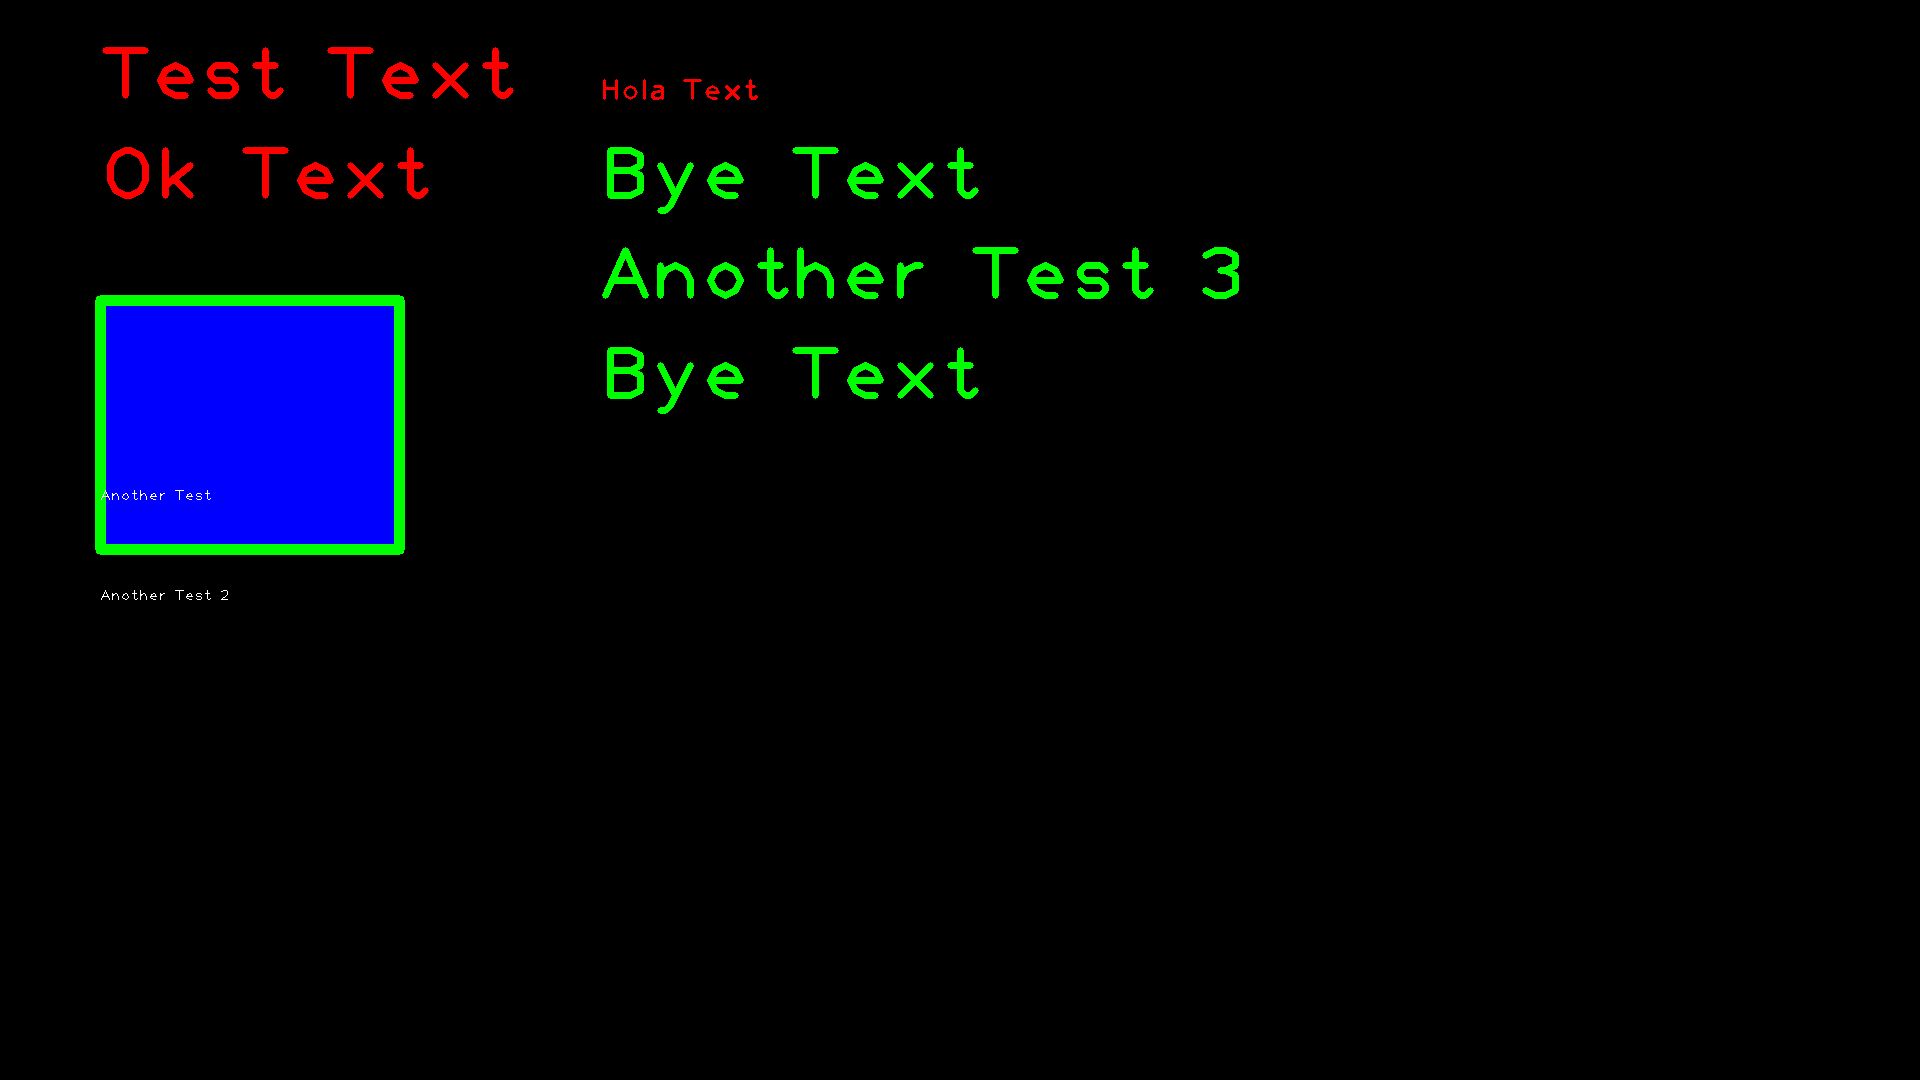 Test Text
Hola Text
Ok Text
Bye Text
Another Test 3
Bye Text
Another Test
Another Test 2